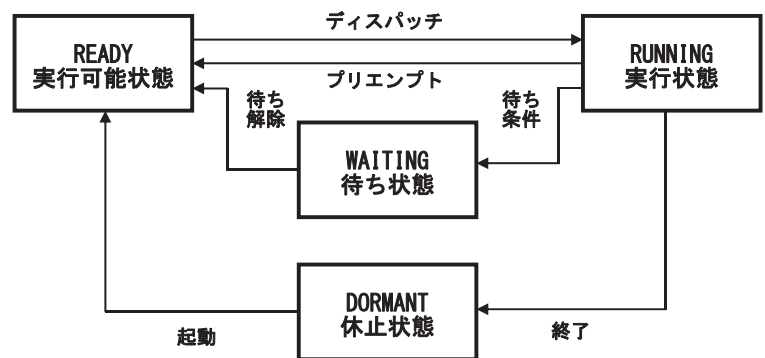 ディスパッチ
READY
実行可能状態
RUNNING
実行状態
プリエンプト
待ち
解除
待ち
条件
WAITING
待ち状態
DORMANT
休止状態
起動
終了